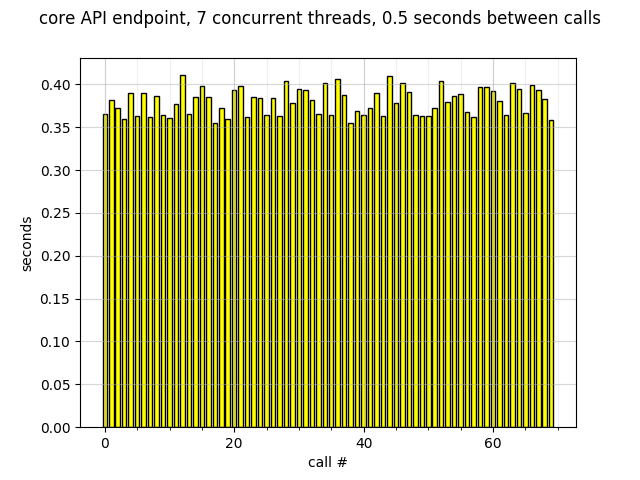 core API endpoint, 7 concurrent threads, 0.5 seconds between calls
0.40
0.35
0.30
0.25
0.20
0.15
0.10
0.05
0.00
seconds
0 20 40 60
call #